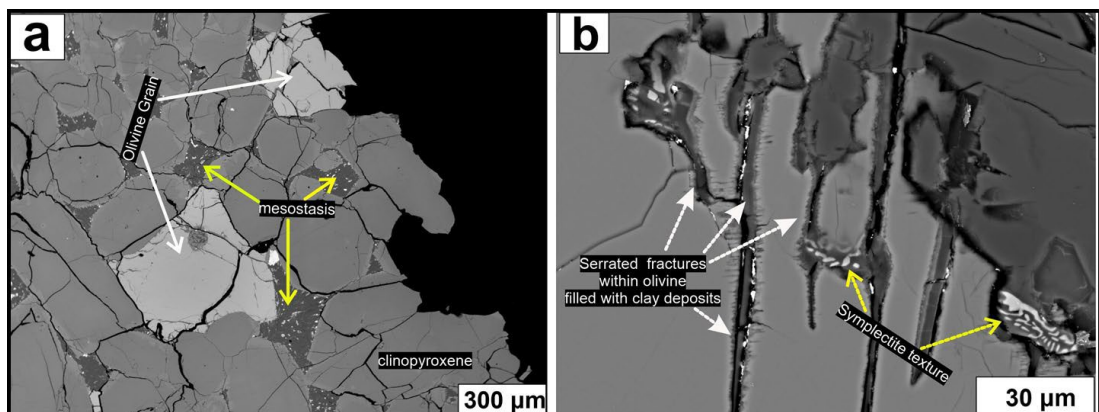 a
Olivine Grain
mesostasis
clinopyroxene
300 µm
b
Serrated fractures
within olivine
filled with clay deposits
Symplectite texture
30 µm